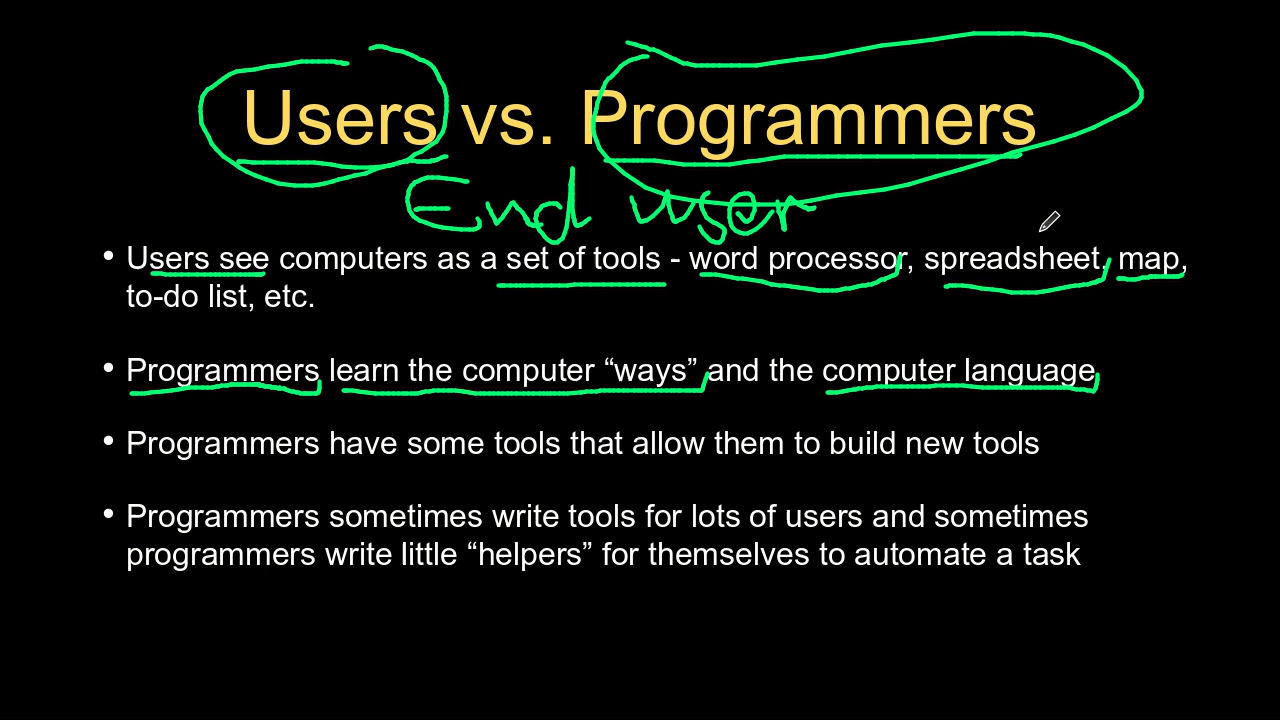 Users vs. Programmers
End user
• Users see computers as a set of tools - word processor, spreadsheet, map,
to-do list, etc.
• Programmers learn the computer “ways” and the computer language
• Programmers have some tools that allow them to build new tools
• Programmers sometimes write tools for lots of users and sometimes
programmers write little “helpers” for themselves to automate a task